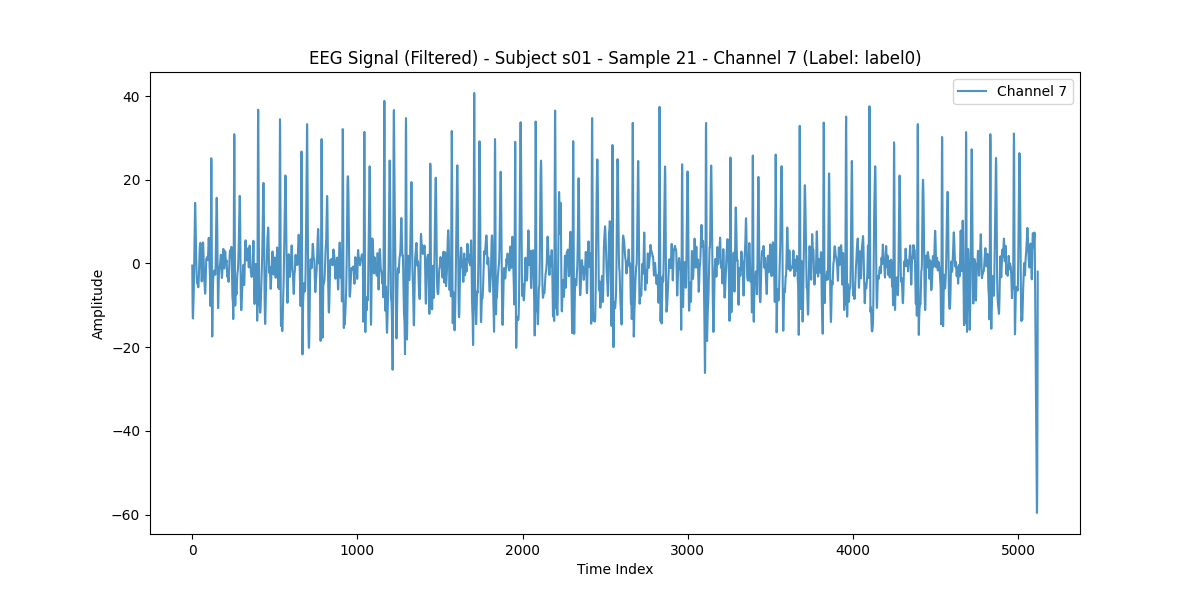 EEG Signal (Filtered) - Subject s01 - Sample 21 - Channel 7 (Label: label0)
Channel 7
40
20
0
−20
−40
−60
Amplitude
0 1000 2000 3000 4000 5000
Time Index